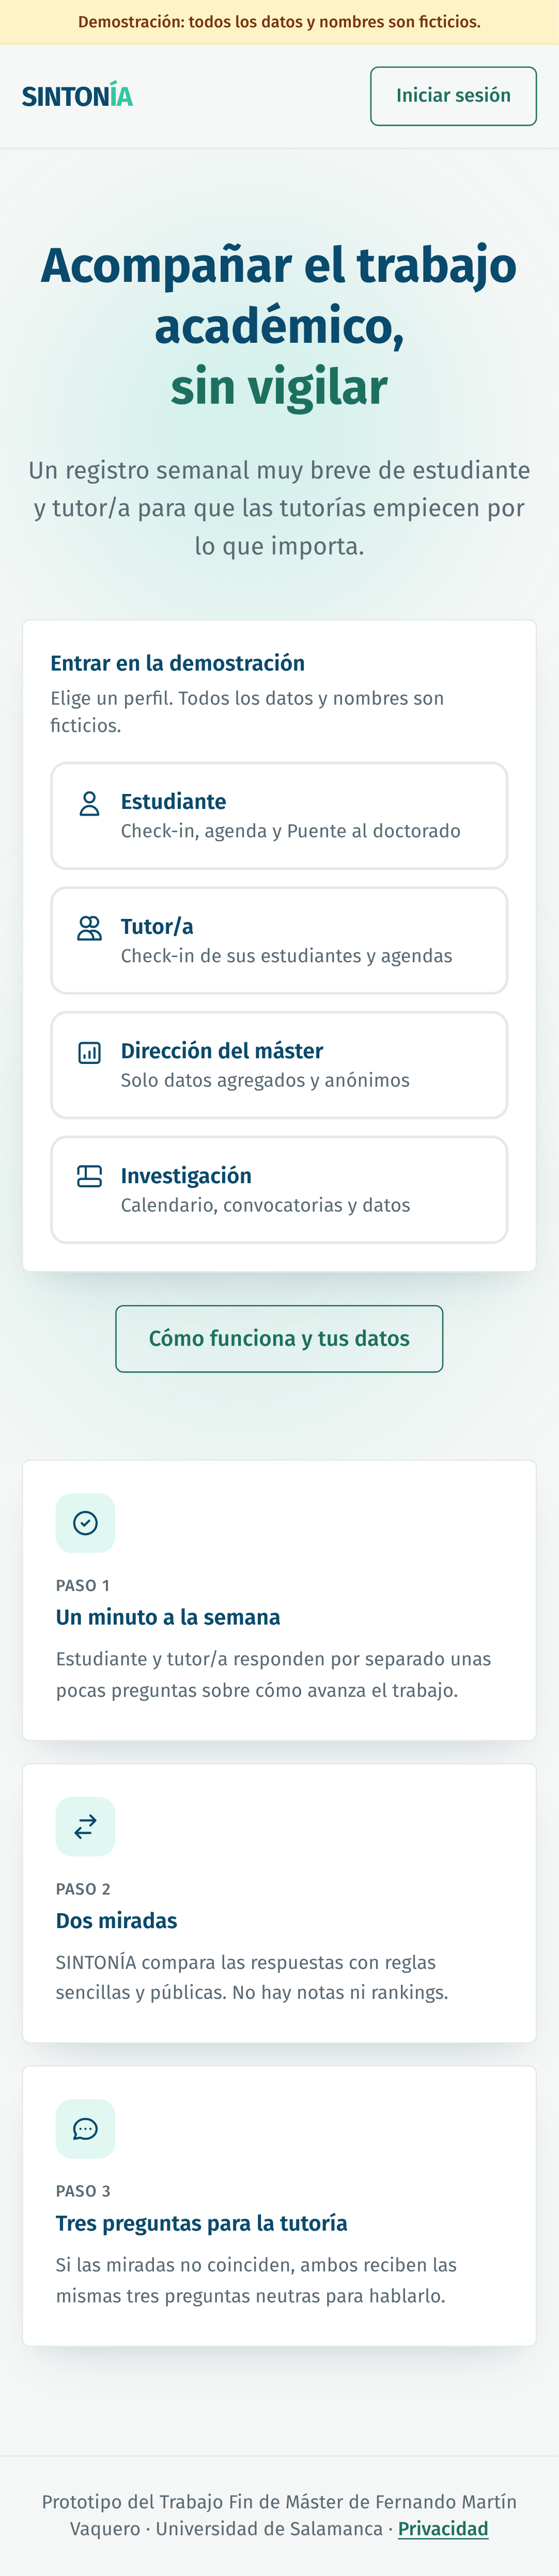 Demostración: todos los datos y nombres son ficticios.
SINTONÍA
Iniciar sesión
Acompañar el trabajo
académico,
sin vigilar
Un registro semanal muy breve de estudiante
y tutor/a para que las tutorías empiecen por
lo que importa.
Entrar en la demostración
Elige un perfil. Todos los datos y nombres son
ficticios.
Estudiante
Check-in, agenda y Puente al doctorado
Tutor/a
Check-in de sus estudiantes y agendas
Dirección del máster
Solo datos agregados y anónimos
Investigación
Calendario, convocatorias y datos
Cómo funciona y tus datos
PASO 1
Un minuto a la semana
Estudiante y tutor/a responden por separado unas
pocas preguntas sobre cómo avanza el trabajo.
PASO 2
Dos miradas
SINTONÍA compara las respuestas con reglas
sencillas y públicas. No hay notas ni rankings.
PASO 3
Tres preguntas para la tutoría
Si las miradas no coinciden, ambos reciben las
mismas tres preguntas neutras para hablarlo.
Prototipo del Trabajo Fin de Máster de Fernando Martín
Vaquero · Universidad de Salamanca · Privacidad